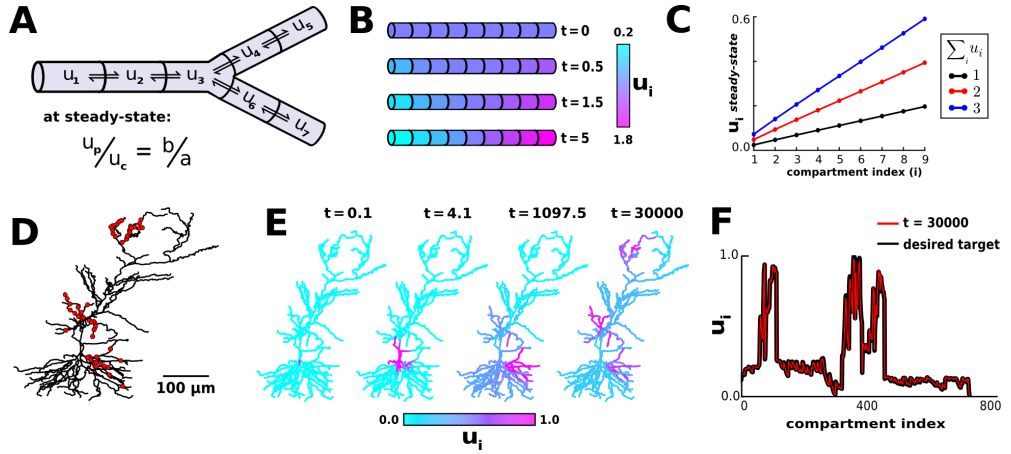 A
u₁ u₂ u₃ u₄ u₅
u₆
u₇
at steady-state:
uₚ/u꜀ = b/a
B
t = 0
t = 0.5
t = 1.5
t = 5
0.2
uᵢ
1.8
C
uᵢ steady-state
0.6
0.0
1 2 3 4 5 6 7 8 9
compartment index (i)
∑ᵢ uᵢ
1
2
3
D
100 μm
E
t = 0.1 t = 4.1 t = 1097.5 t = 30000
0.0 1.0
uᵢ
F
t = 30000
desired target
uᵢ
1.0
0.0
0 400 800
compartment index